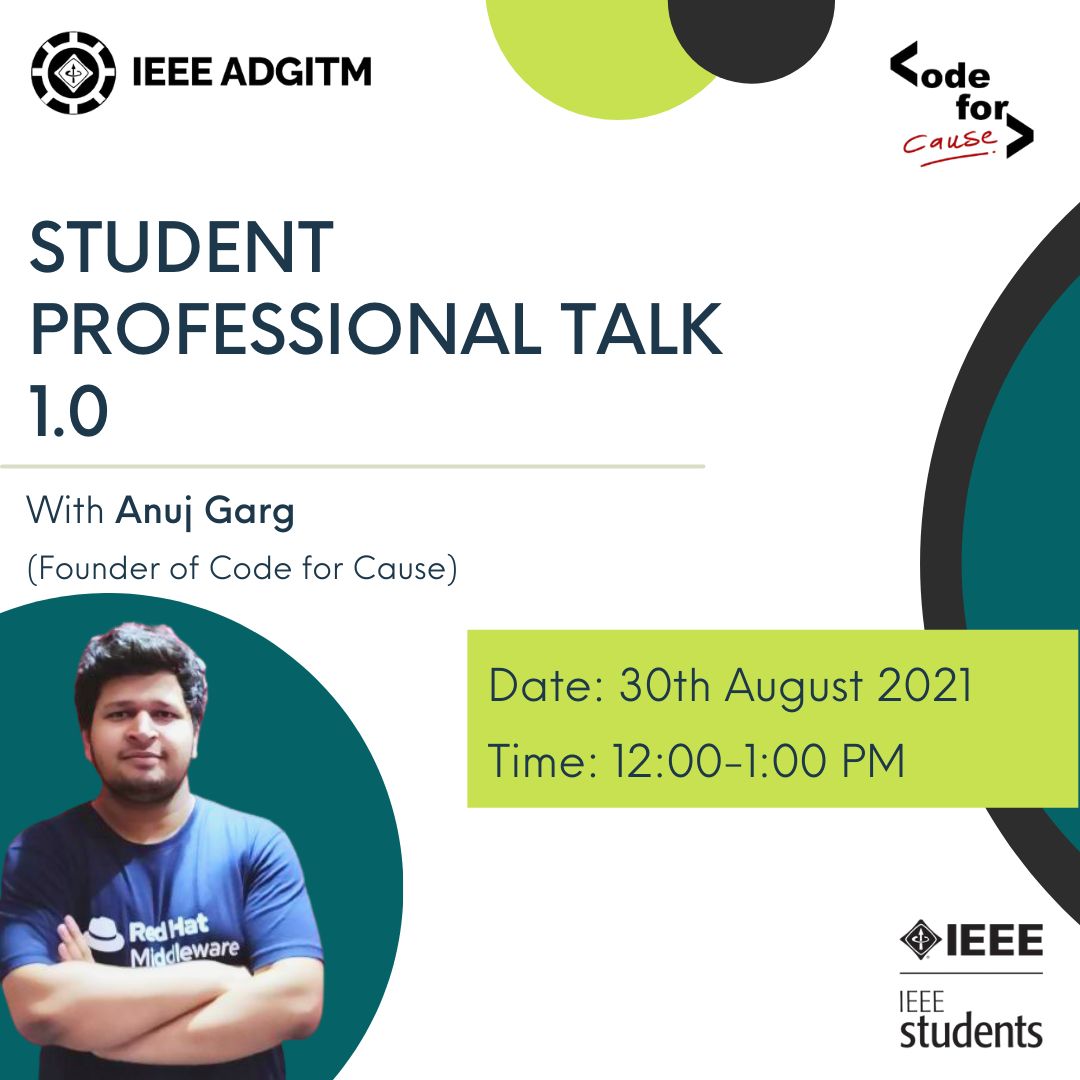 IEEE ADGITM
<ode
for>
Cause
STUDENT
PROFESSIONAL TALK
1.0
With Anuj Garg
(Founder of Code for Cause)
Date: 30th August 2021
Time: 12:00-1:00 PM
Red Hat
Middleware
IEEE
IEEE
students